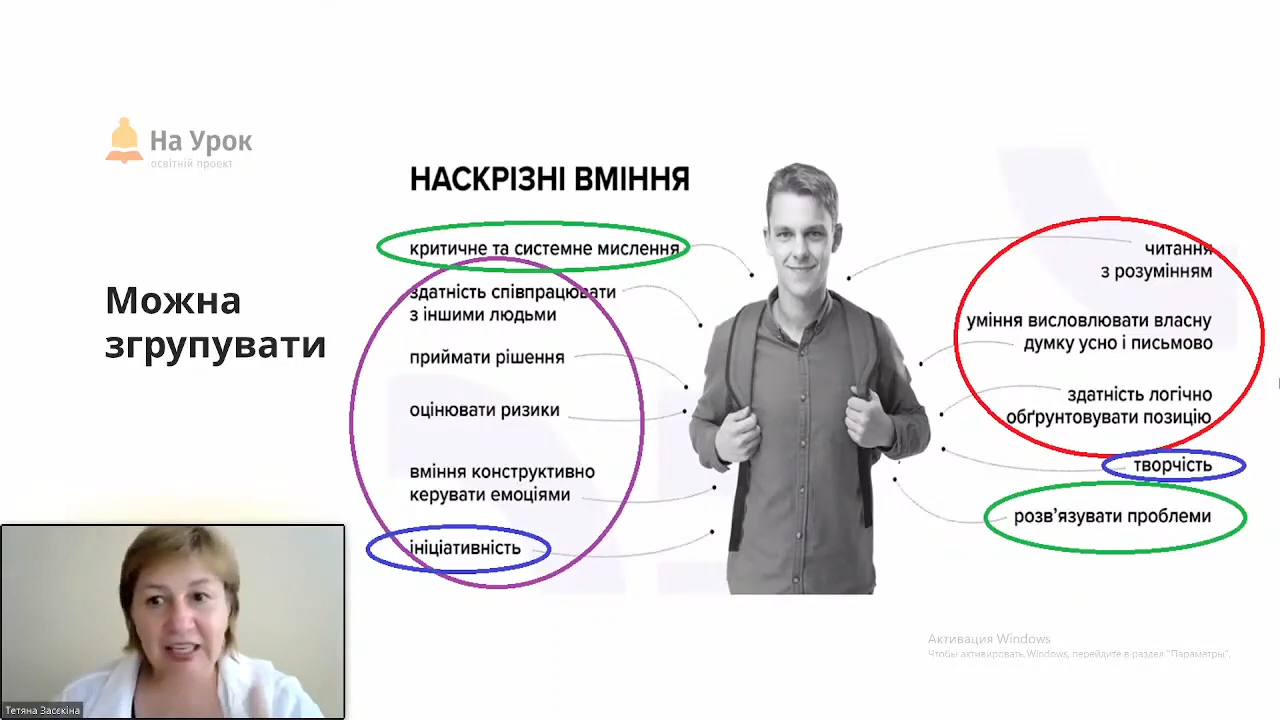 На Урок
освітній проект
Можна
згрупувати
НАСКРІЗНІ ВМІННЯ
критичне та системне мислення
здатність співпрацювати
з іншими людьми
приймати рішення
оцінювати ризики
вміння конструктивно
керувати емоціями
ініціативність
читання
з розумінням
уміння висловлювати власну
думку усно і письмово
здатність логічно
обґрунтовувати позицію
творчість
розв’язувати проблеми
Активация Windows
Чтобы активировать Windows, перейдите в раздел "Параметры".
Тетяна Засєкіна